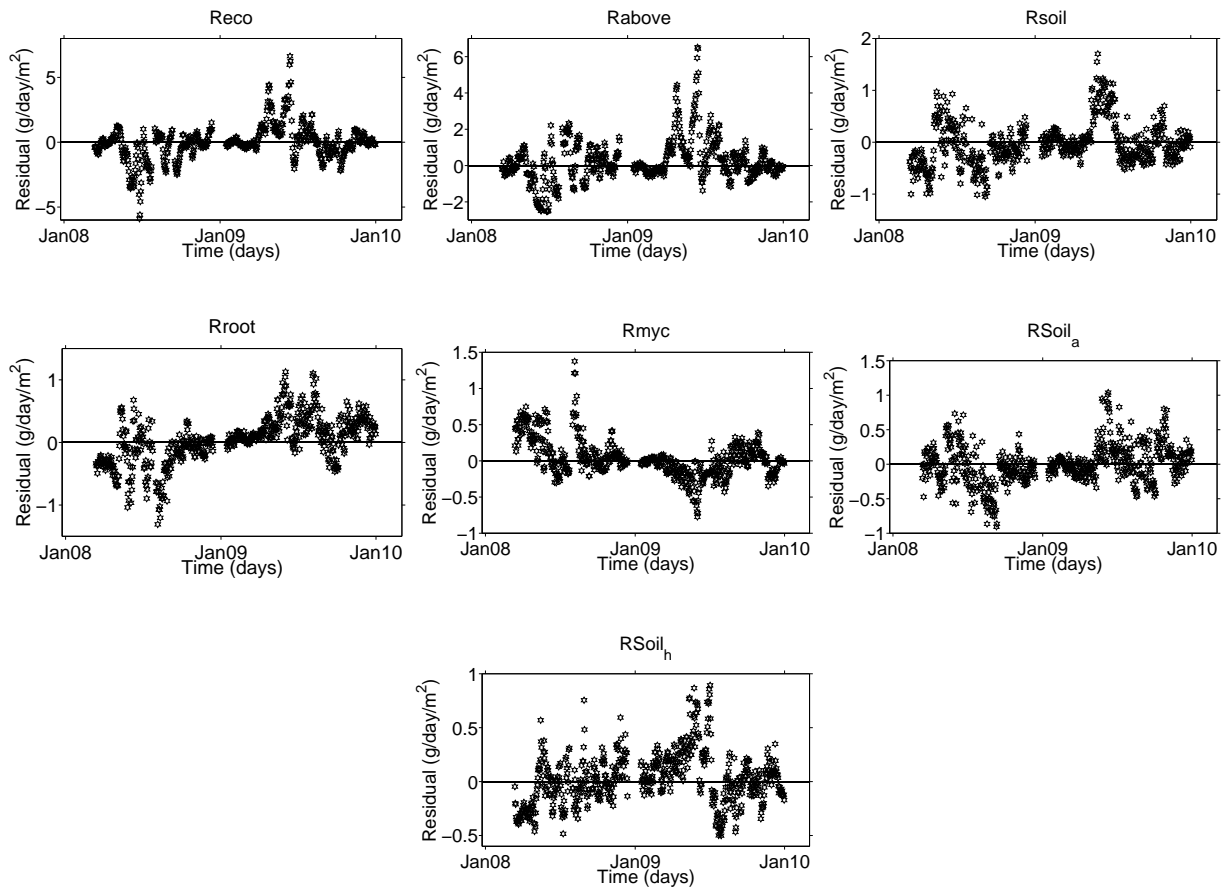 Reco
Residual (g/day/m²)
5
0
−5
Jan08 Jan09 Jan10
Time (days)
Rabove
Residual (g/day/m²)
6
4
2
0
−2
Jan08 Jan09 Jan10
Time (days)
Rsoil
Residual (g/day/m²)
2
1
0
−1
Jan08 Jan09 Jan10
Time (days)
Rroot
Residual (g/day/m²)
1
0
−1
Jan08 Jan09 Jan10
Time (days)
Rmyc
Residual (g/day/m²)
1.5
1
0.5
0
−0.5
−1
Jan08 Jan09 Jan10
Time (days)
RSoil_a
Residual (g/day/m²)
1.5
1
0.5
0
−0.5
−1
Jan08 Jan09 Jan10
Time (days)
RSoil_h
Residual (g/day/m²)
1
0.5
0
−0.5
Jan08 Jan09 Jan10
Time (days)